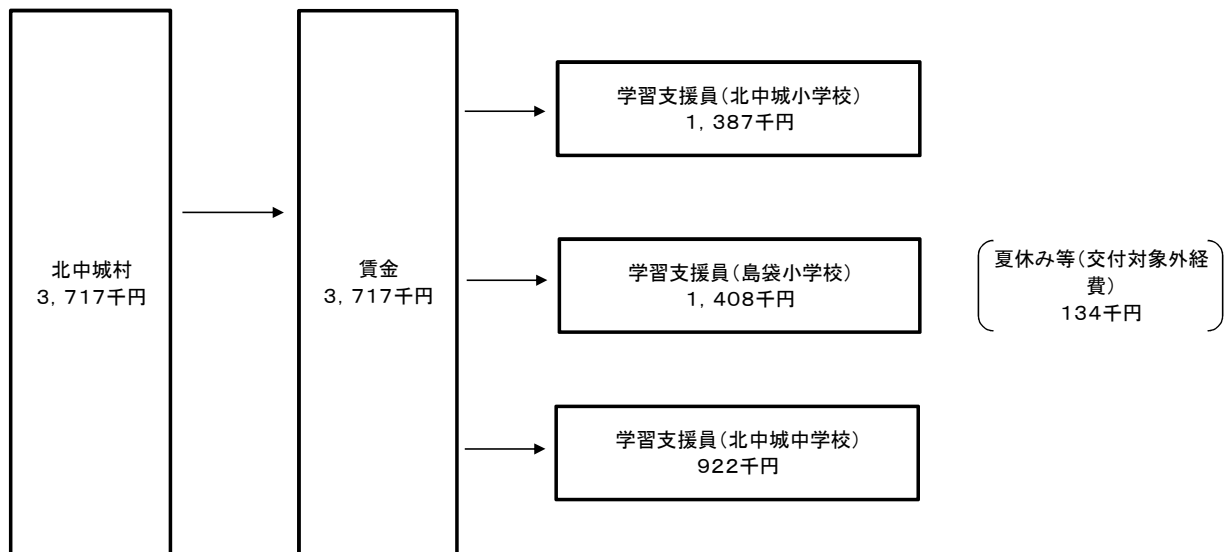 北中城村
3, 717千円
賃金
3, 717千円
学習支援員(北中城小学校)
1, 387千円
学習支援員(島袋小学校)
1, 408千円
夏休み等(交付対象外経
費)
134千円
学習支援員(北中城中学校)
922千円